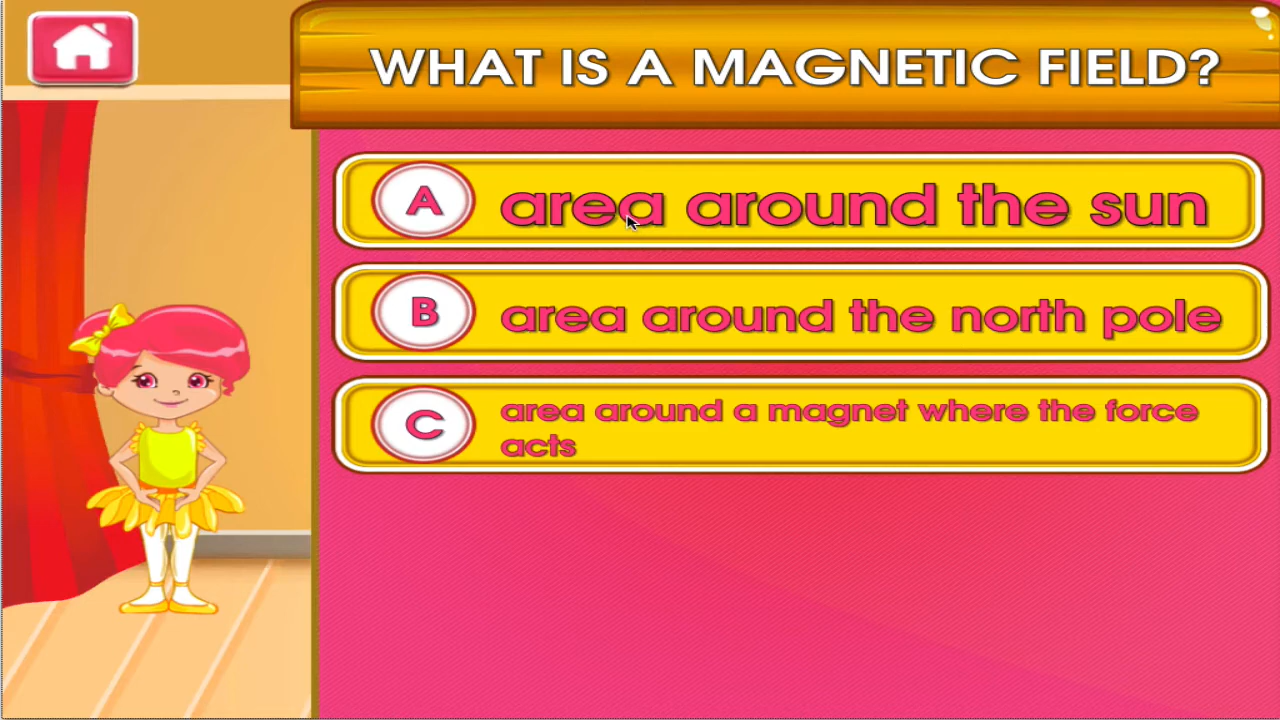 WHAT IS A MAGNETIC FIELD?
A area around the sun
B area around the north pole
C area around a magnet where the force
acts